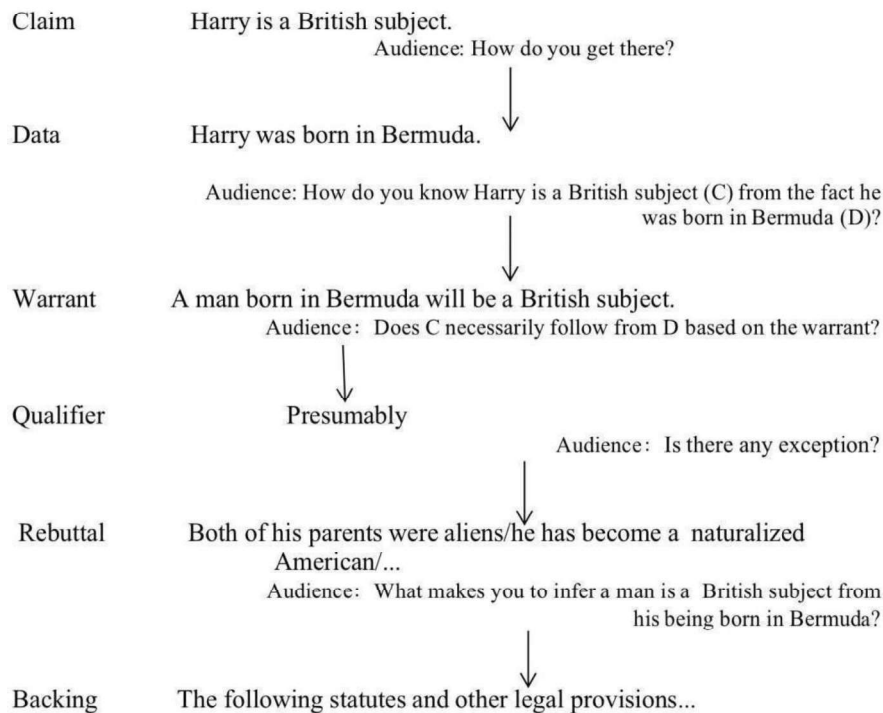 Claim Harry is a British subject.
Audience: How do you get there?
Data Harry was born in Bermuda.
Audience: How do you know Harry is a British subject (C) from the fact he
was born in Bermuda (D)?
Warrant A man born in Bermuda will be a British subject.
Audience: Does C necessarily follow from D based on the warrant?
Qualifier Presumably
Audience: Is there any exception?
Rebuttal Both of his parents were aliens/he has become a naturalized
American/...
Audience: What makes you to infer a man is a British subject from
his being born in Bermuda?
Backing The following statutes and other legal provisions...